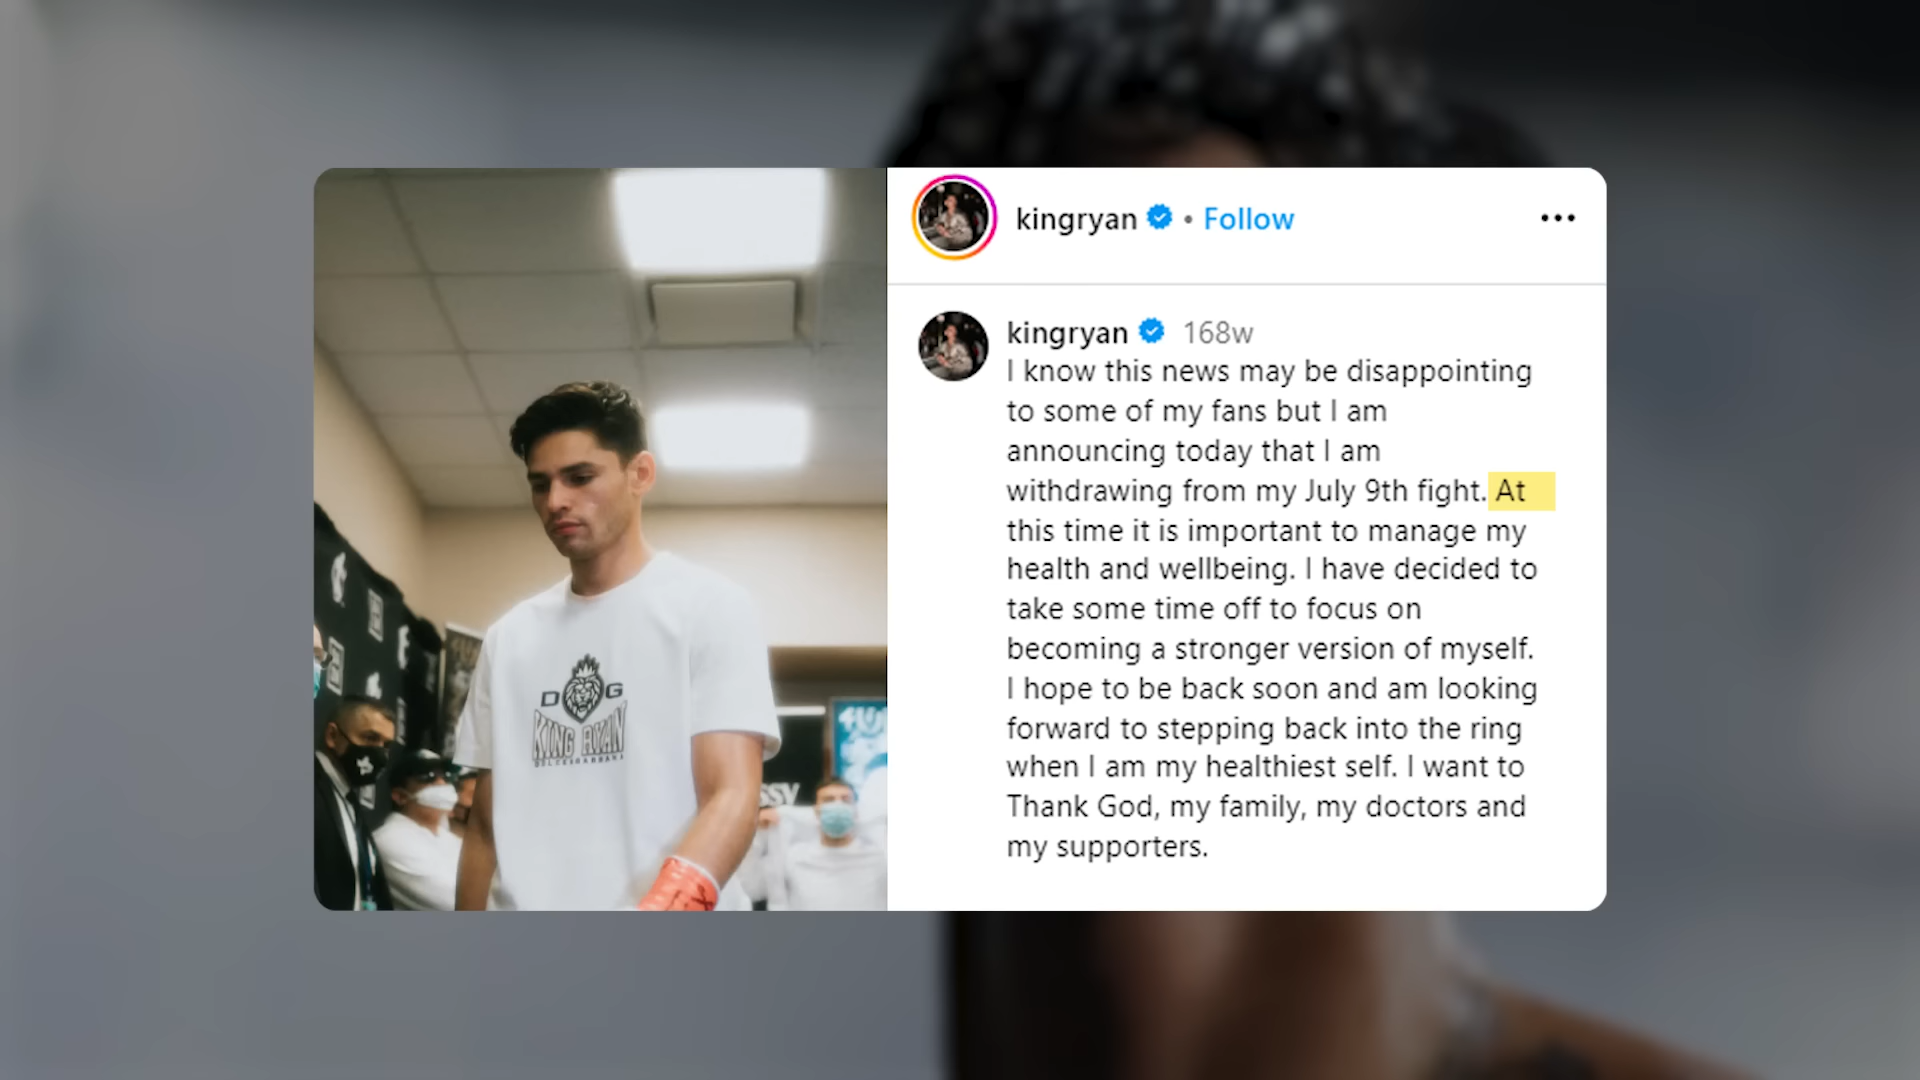 kingryan • Follow
kingryan 168w
I know this news may be disappointing
to some of my fans but I am
announcing today that I am
withdrawing from my July 9th fight. At
this time it is important to manage my
health and wellbeing. I have decided to
take some time off to focus on
becoming a stronger version of myself.
I hope to be back soon and am looking
forward to stepping back into the ring
when I am my healthiest self. I want to
Thank God, my family, my doctors and
my supporters.
D G
KING RYAN